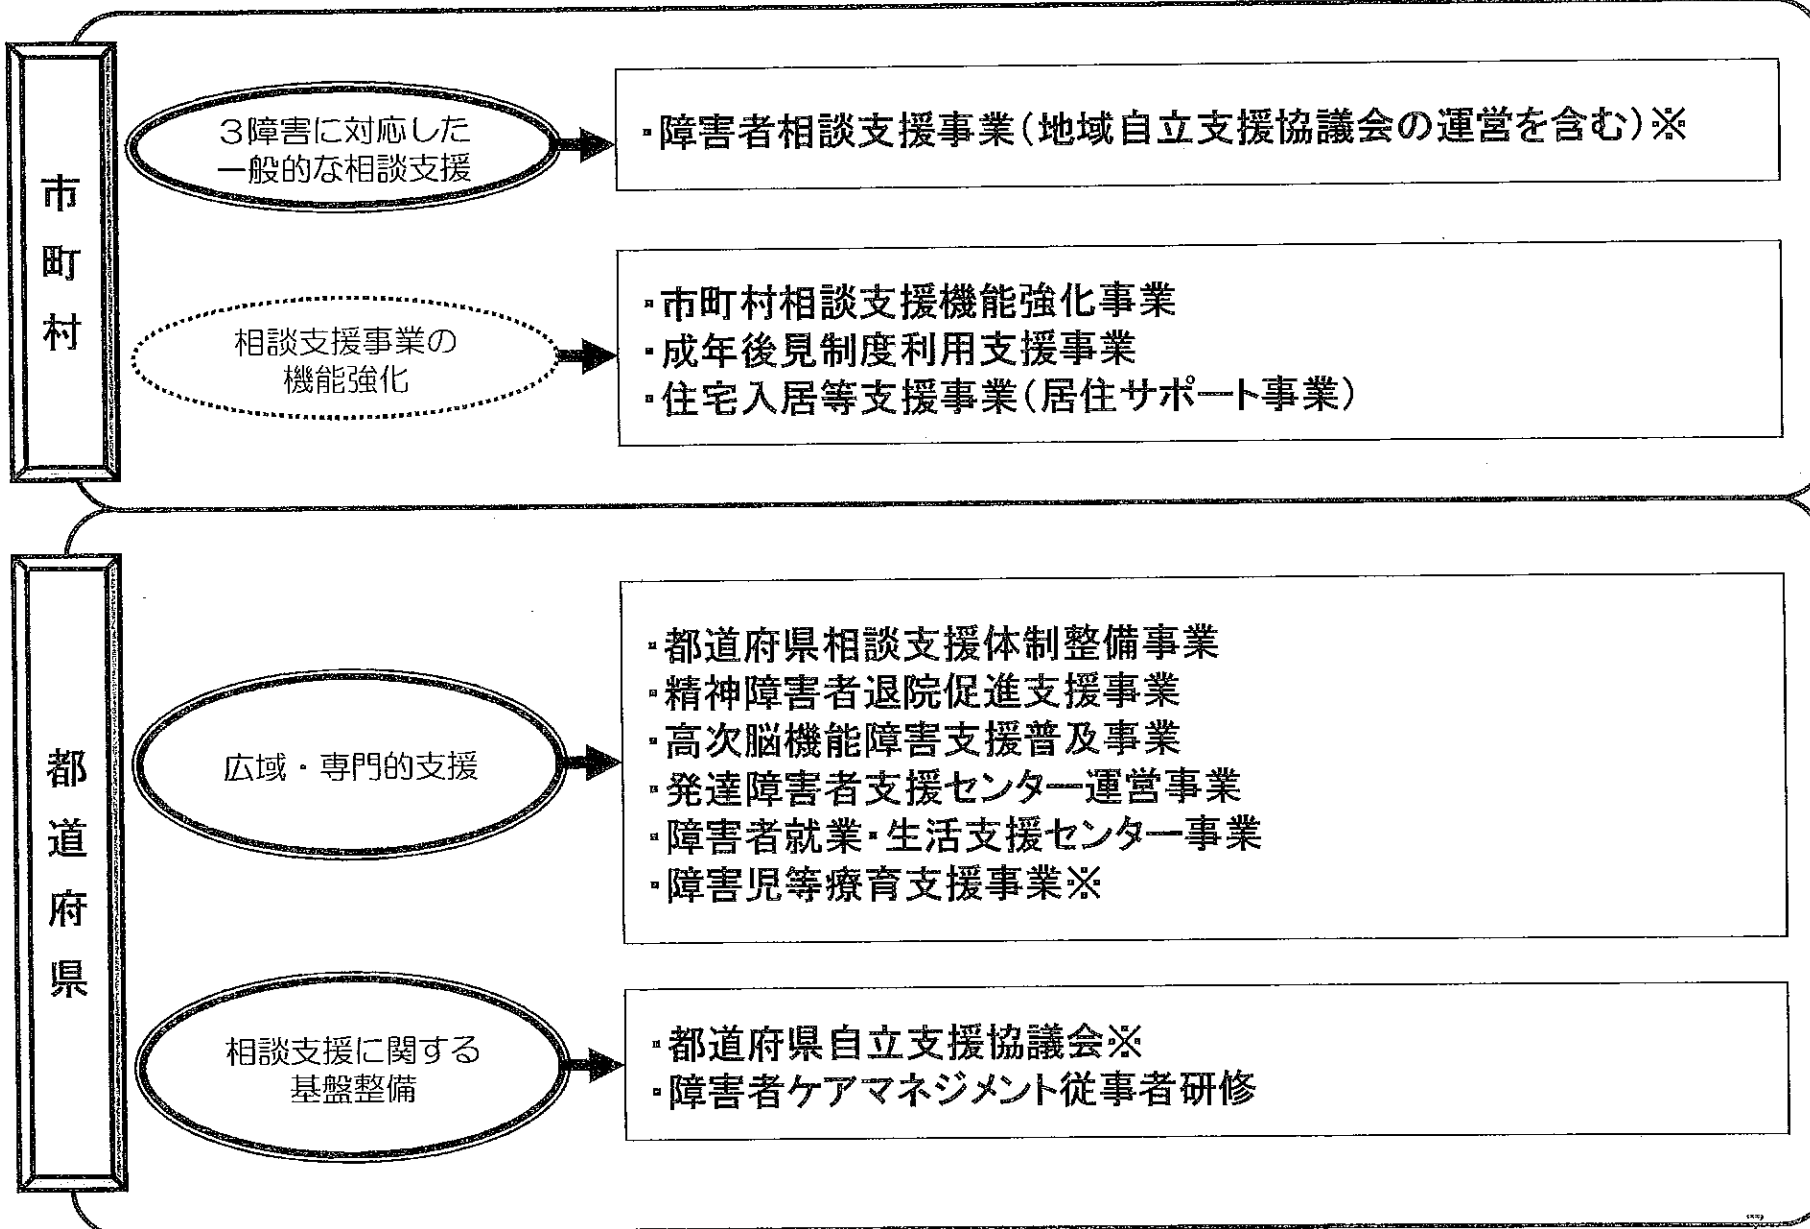 市町村
3障害に対応した
一般的な相談支援
・障害者相談支援事業(地域自立支援協議会の運営を含む)※
相談支援事業の
機能強化
・市町村相談支援機能強化事業
・成年後見制度利用支援事業
・住宅入居等支援事業(居住サポート事業)
都道府県
広域・専門的支援
・都道府県相談支援体制整備事業
・精神障害者退院促進支援事業
・高次脳機能障害支援普及事業
・発達障害者支援センター運営事業
・障害者就業・生活支援センター事業
・障害児等療育支援事業※
相談支援に関する
基盤整備
・都道府県自立支援協議会※
・障害者ケアマネジメント従事者研修